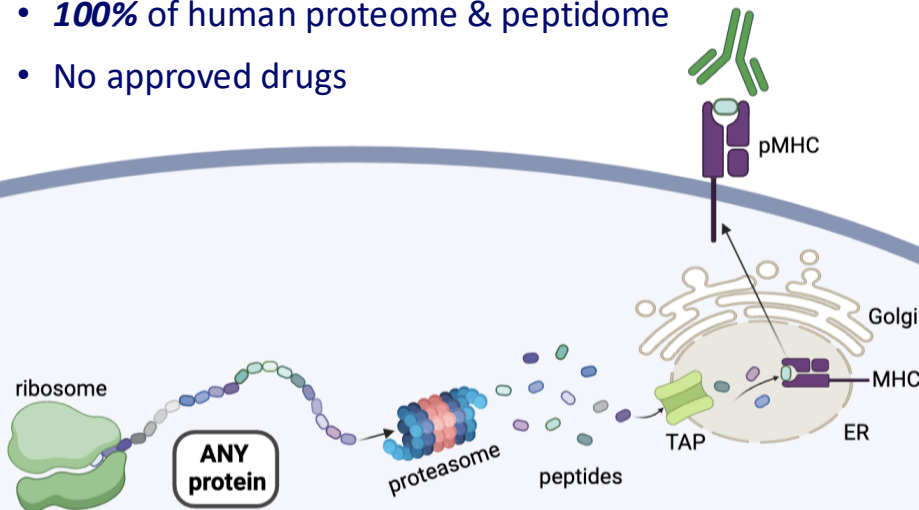 • 100% of human proteome & peptidome
• No approved drugs
pMHC
Golgi
ribosome
MHC
ANY
protein
proteasome
peptides
TAP
ER